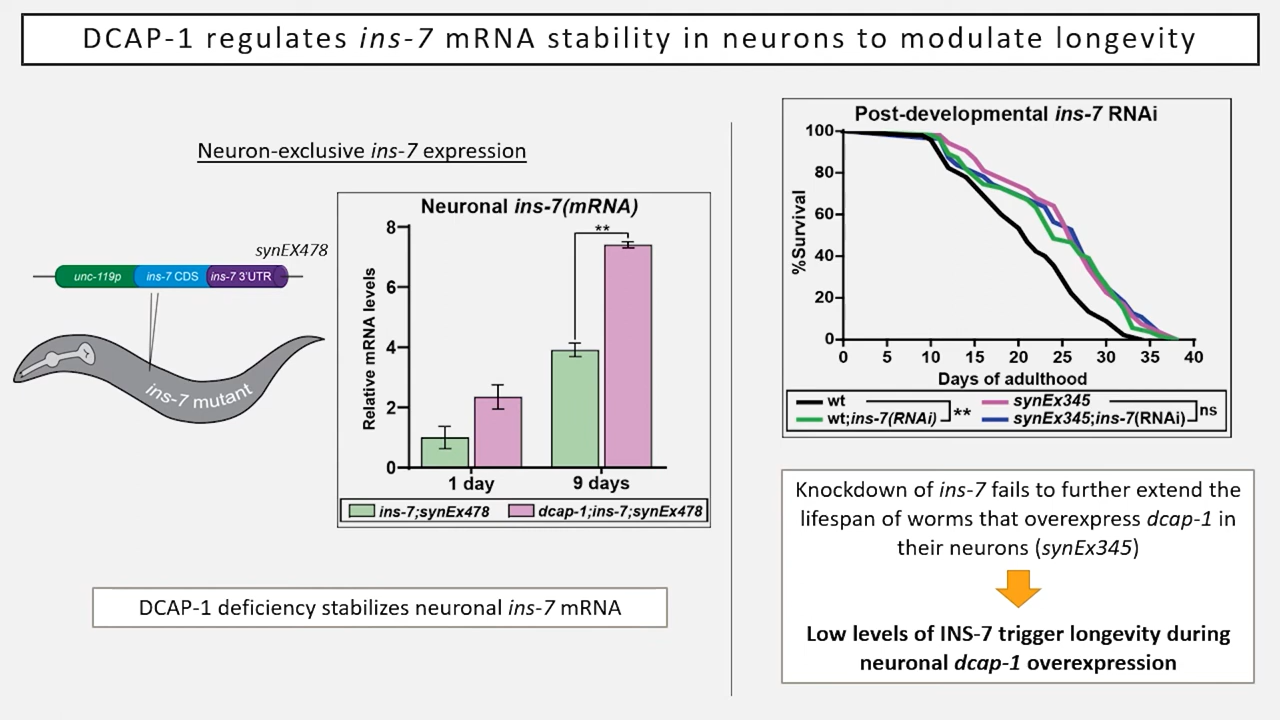 DCAP-1 regulates ins-7 mRNA stability in neurons to modulate longevity
Neuron-exclusive ins-7 expression
synEX478
unc-119p
ins-7 CDS
ins-7 3'UTR
ins-7 mutant
Neuronal ins-7(mRNA)
Relative mRNA levels
8
6
4
2
0
**
1 day
9 days
ins-7;synEx478
dcap-1;ins-7;synEx478
DCAP-1 deficiency stabilizes neuronal ins-7 mRNA
Post-developmental ins-7 RNAi
%Survival
100
80
60
40
20
0
0 5 10 15 20 25 30 35 40
Days of adulthood
wt
wt;ins-7(RNAi)
**
synEx345
synEx345;ins-7(RNAi)
ns
Knockdown of ins-7 fails to further extend the
lifespan of worms that overexpress dcap-1 in
their neurons (synEx345)
Low levels of INS-7 trigger longevity during
neuronal dcap-1 overexpression